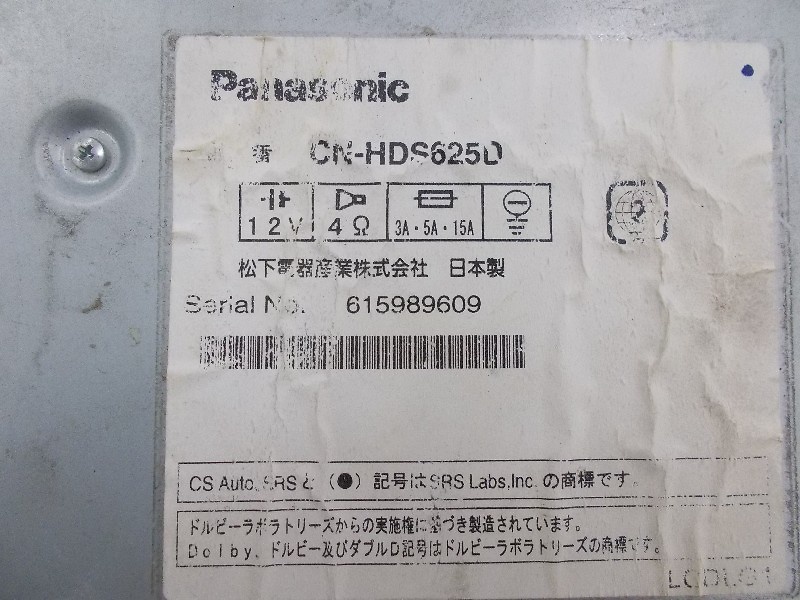 Panasonic
番 CN-HDS625D
12V 4Ω 3A・5A・15A 2
松下電器産業株式会社 日本製
Serial No. 615989609
CS Auto, SRS と (●) 記号はSRS Labs,Inc. の商標です。
ドルビーラボラトリーズからの実施権に基づき製造されています。
Dolby、ドルビー及びダブルD記号はドルビーラボラトリーズの商標です。